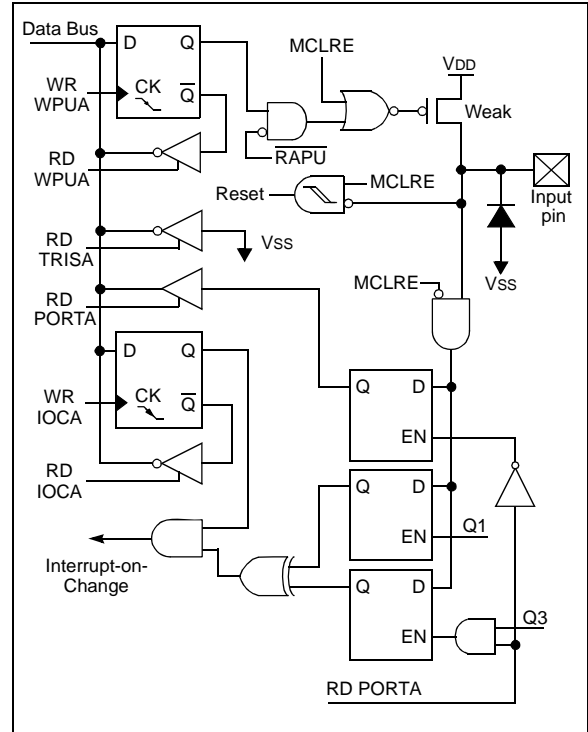 Data Bus
D
Q
WR
WPUA
CK
Q
MCLRE
VDD
Weak
RAPU
RD
WPUA
Reset
MCLRE
Input
pin
VSS
RD
TRISA
VSS
MCLRE
RD
PORTA
D
Q
WR
IOCA
CK
Q
Q
D
EN
RD
IOCA
Q
D
EN
Q1
Interrupt-on-
Change
Q
D
EN
Q3
RD PORTA